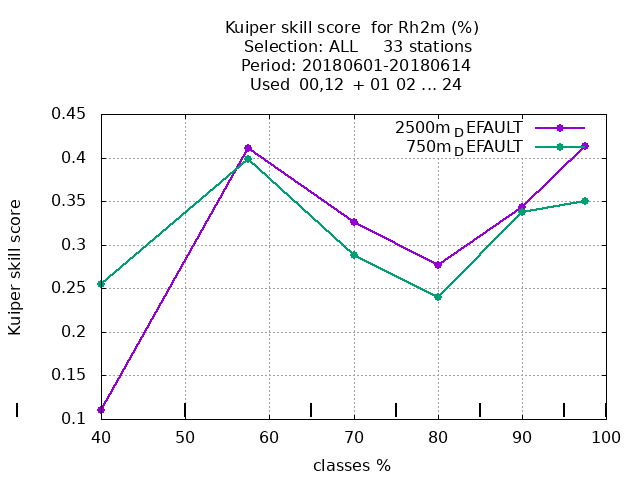 Kuiper skill score  for Rh2m (%)
Selection: ALL     33 stations
Period: 20180601-20180614
Used  00,12  + 01 02 ... 24
0.45
0.4
0.35
0.3
0.25
0.2
0.15
0.1
Kuiper skill score
2500m_DEFAULT
750m_DEFAULT
40 50 60 70 80 90 100
classes %